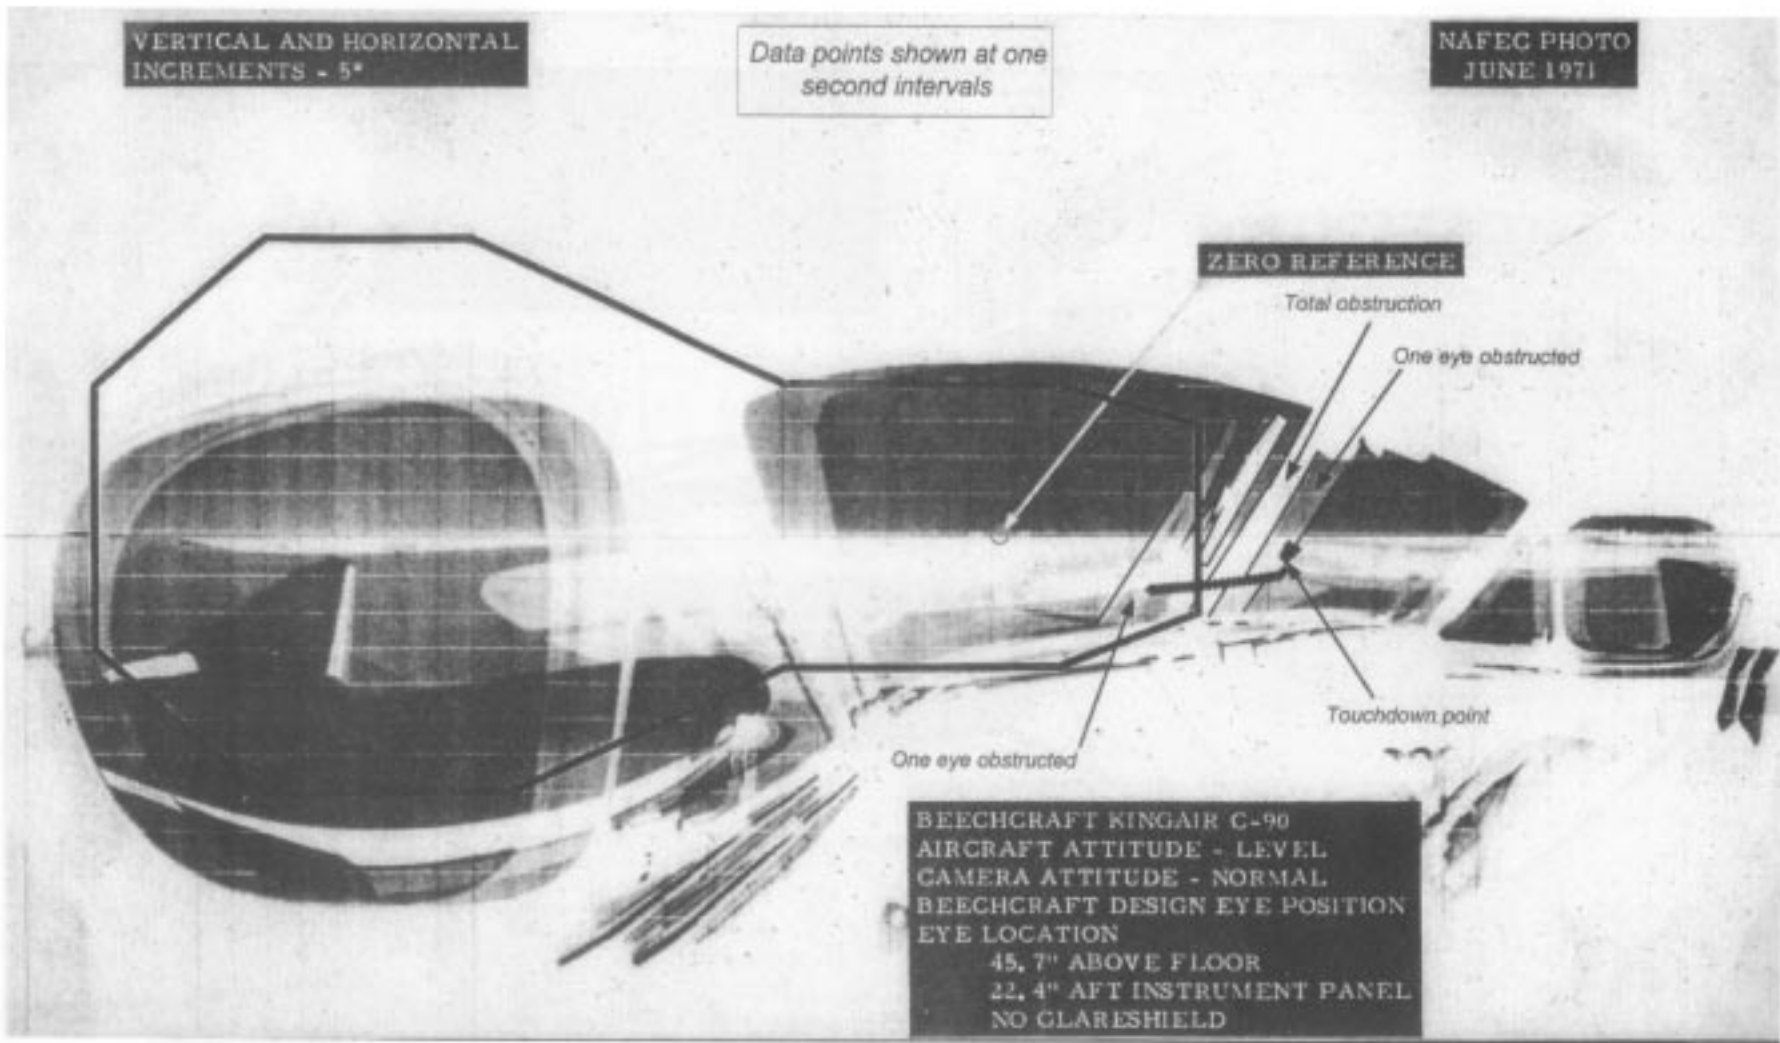 VERTICAL AND HORIZONTAL
INCREMENTS - 5°
Data points shown at one
second intervals
NAFEC PHOTO
JUNE 1971
ZERO REFERENCE
Total obstruction
One eye obstructed
Touchdown point
One eye obstructed
BEECHCRAFT KINGAIR C-90
AIRCRAFT ATTITUDE - LEVEL
CAMERA ATTITUDE - NORMAL
BEECHCRAFT DESIGN EYE POSITION
EYE LOCATION
45.7" ABOVE FLOOR
22.4" AFT INSTRUMENT PANEL
NO GLARESHIELD